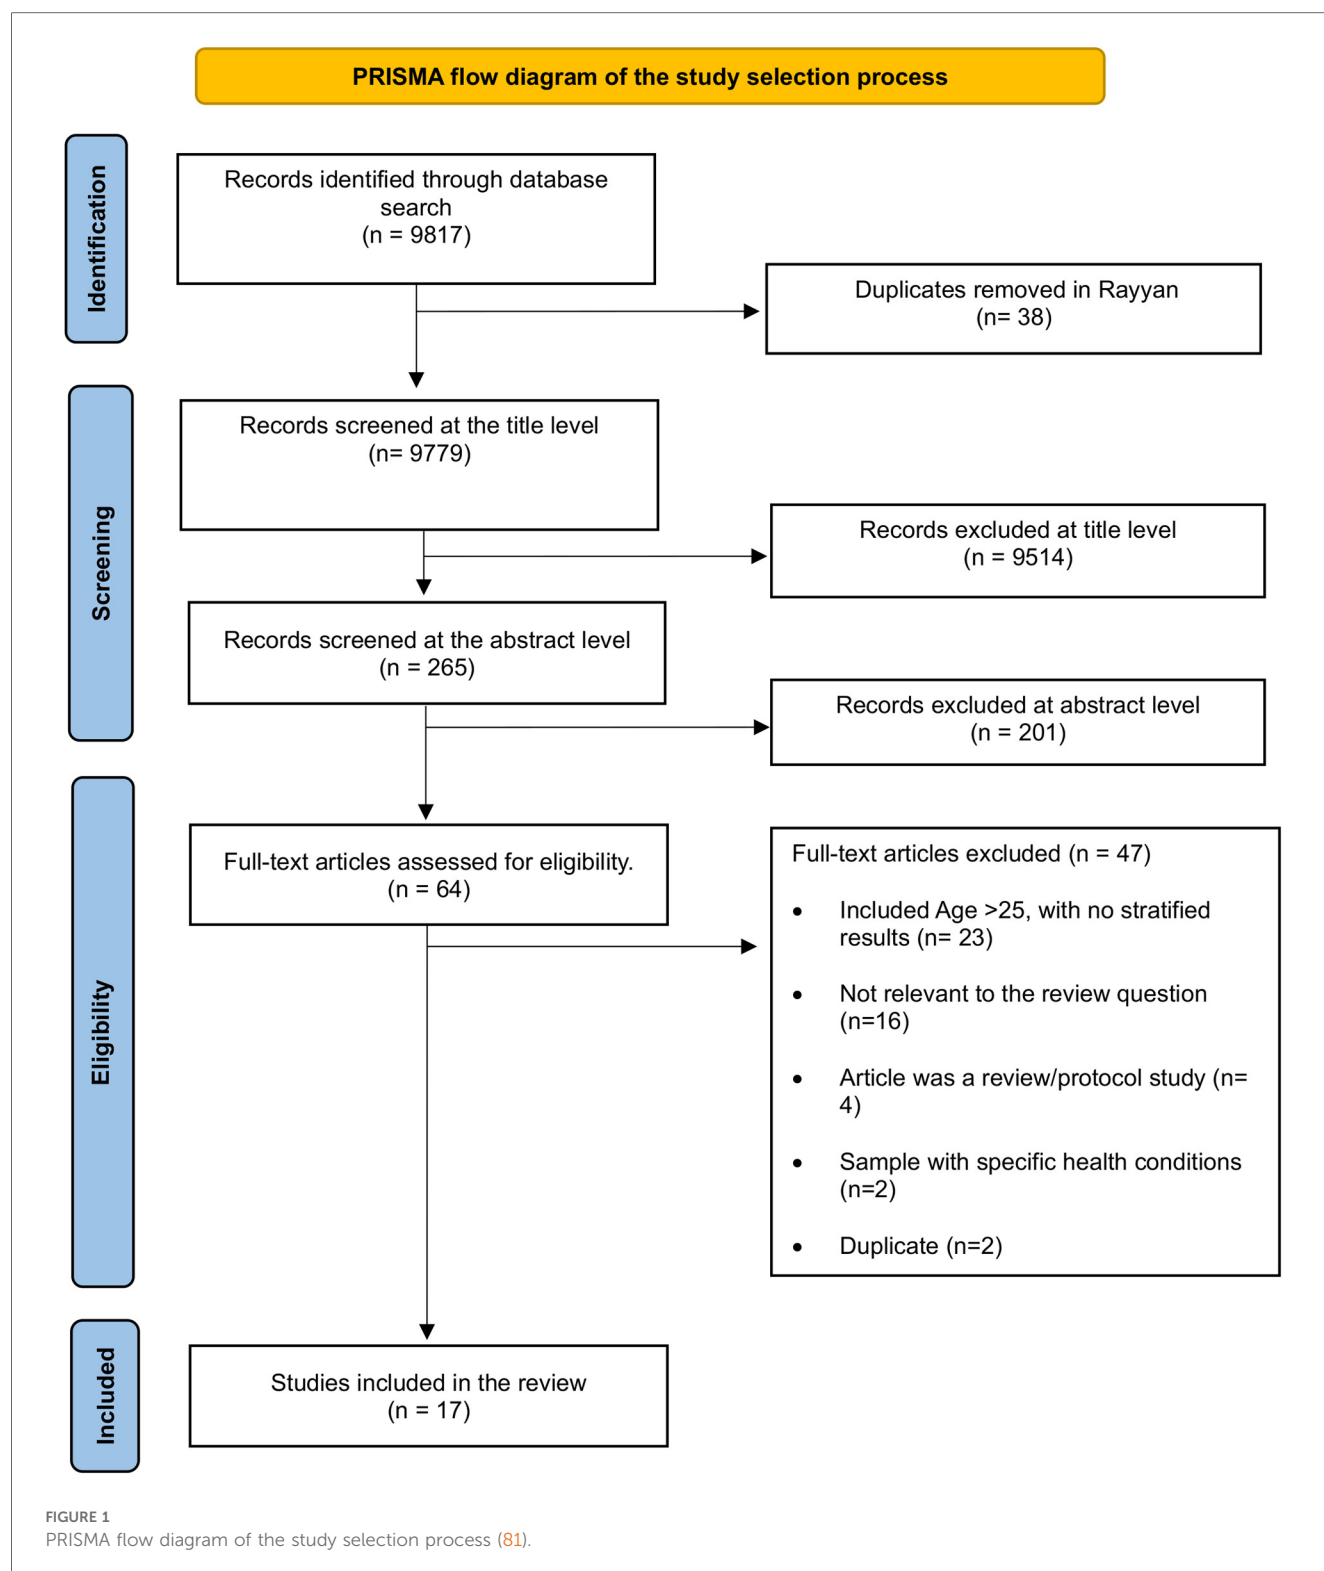 PRISMA flow diagram of the study selection process
Identification
Records identified through database
search
(n = 9817)
Duplicates removed in Rayyan
(n= 38)
Screening
Records screened at the title level
(n= 9779)
Records excluded at title level
(n = 9514)
Records screened at the abstract level
(n = 265)
Records excluded at abstract level
(n = 201)
Eligibility
Full-text articles assessed for eligibility.
(n = 64)
Full-text articles excluded (n = 47)
• Included Age >25, with no stratified
results (n= 23)
• Not relevant to the review question
(n=16)
• Article was a review/protocol study (n=
4)
• Sample with specific health conditions
(n=2)
• Duplicate (n=2)
Included
Studies included in the review
(n = 17)
FIGURE 1
PRISMA flow diagram of the study selection process (81).